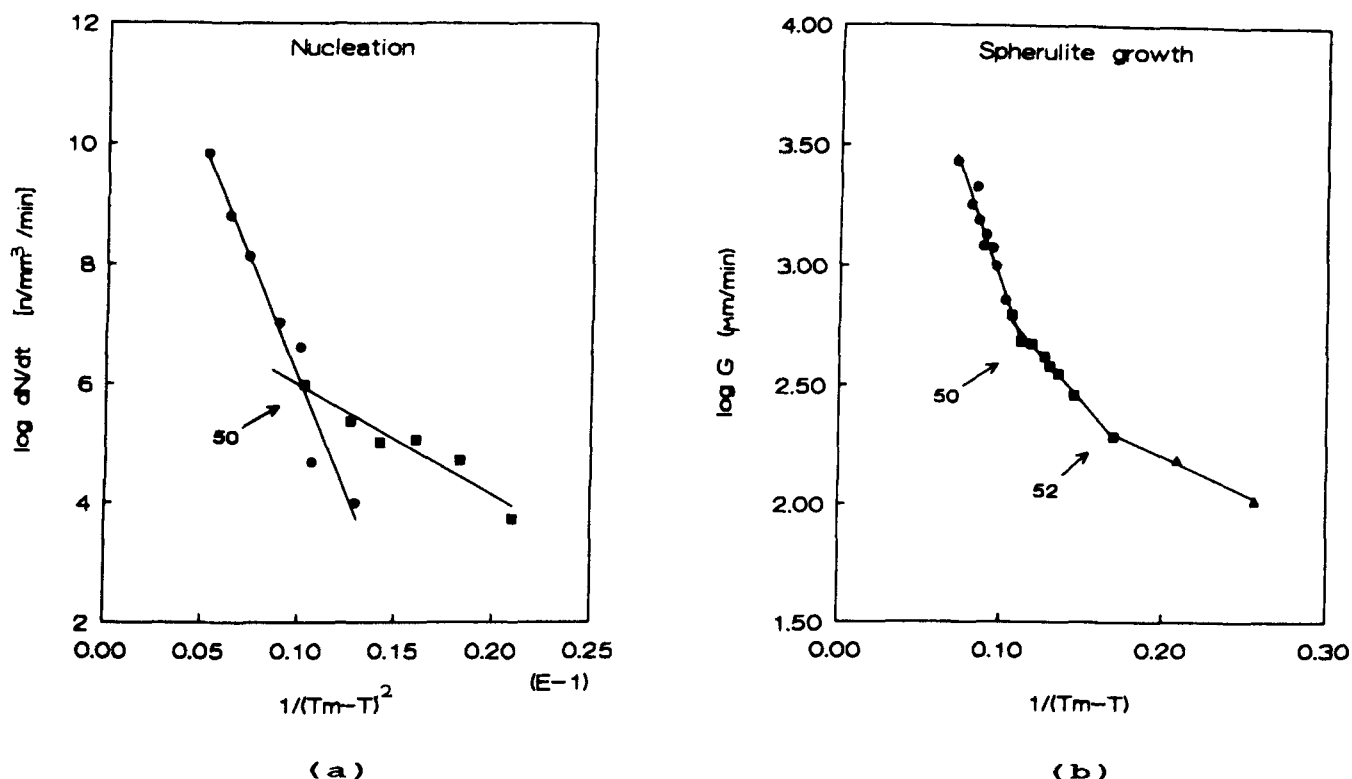 Nucleation
12
10
8
6
4
2
log dN/dt [n/mm³/min]
50
0.00 0.05 0.10 0.15 0.20 0.25
(E-1)
1/(Tm-T)²
(a)
Spherulite growth
4.00
3.50
3.00
2.50
2.00
1.50
log G (μm/min)
50
52
0.00 0.10 0.20 0.30
1/(Tm-T)
(b)